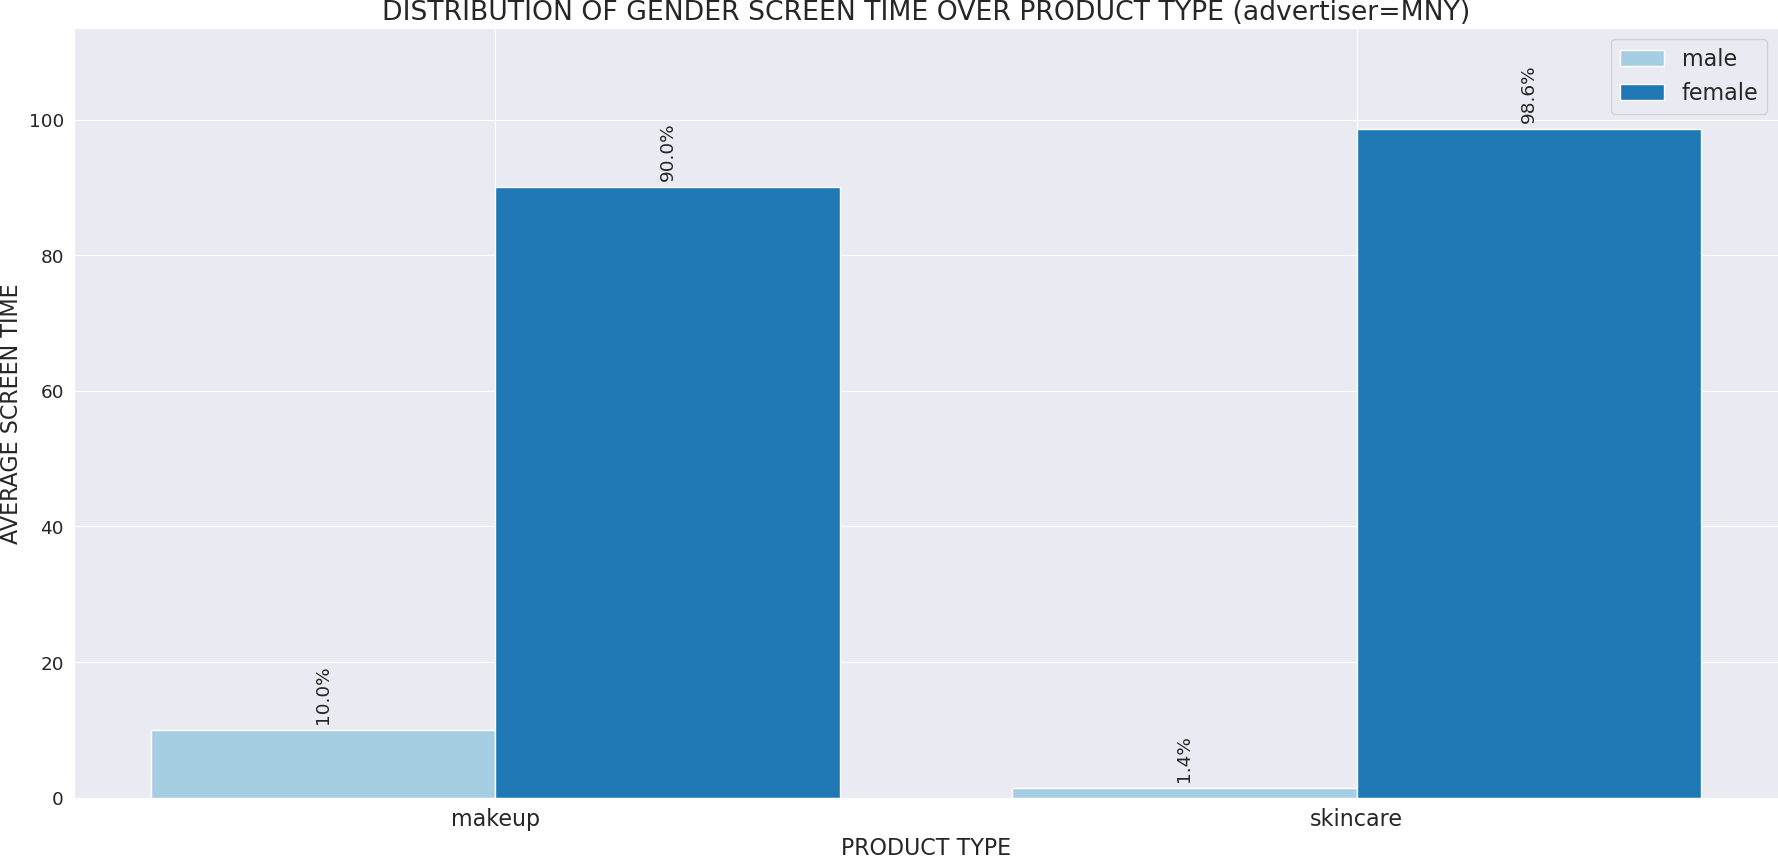 DISTRIBUTION OF GENDER SCREEN TIME OVER PRODUCT TYPE (advertiser=MNY)
male
female
98.6%
90.0%
10.0%
1.4%
100
80
60
40
20
0
AVERAGE SCREEN TIME
makeup
skincare
PRODUCT TYPE